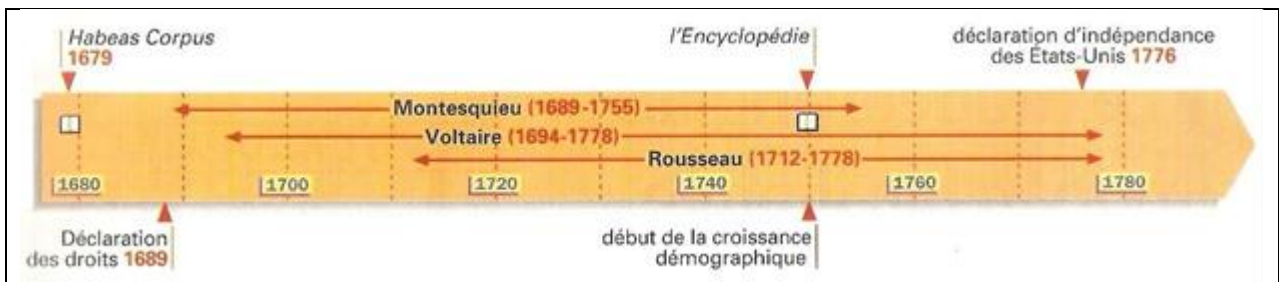 Habeas Corpus
1679
l'Encyclopédie
déclaration d'indépendance
des États-Unis 1776
Montesquieu (1689-1755)
Voltaire (1694-1778)
Rousseau (1712-1778)
1680
1700
1720
1740
1760
1780
Déclaration
des droits 1689
début de la croissance
démographique